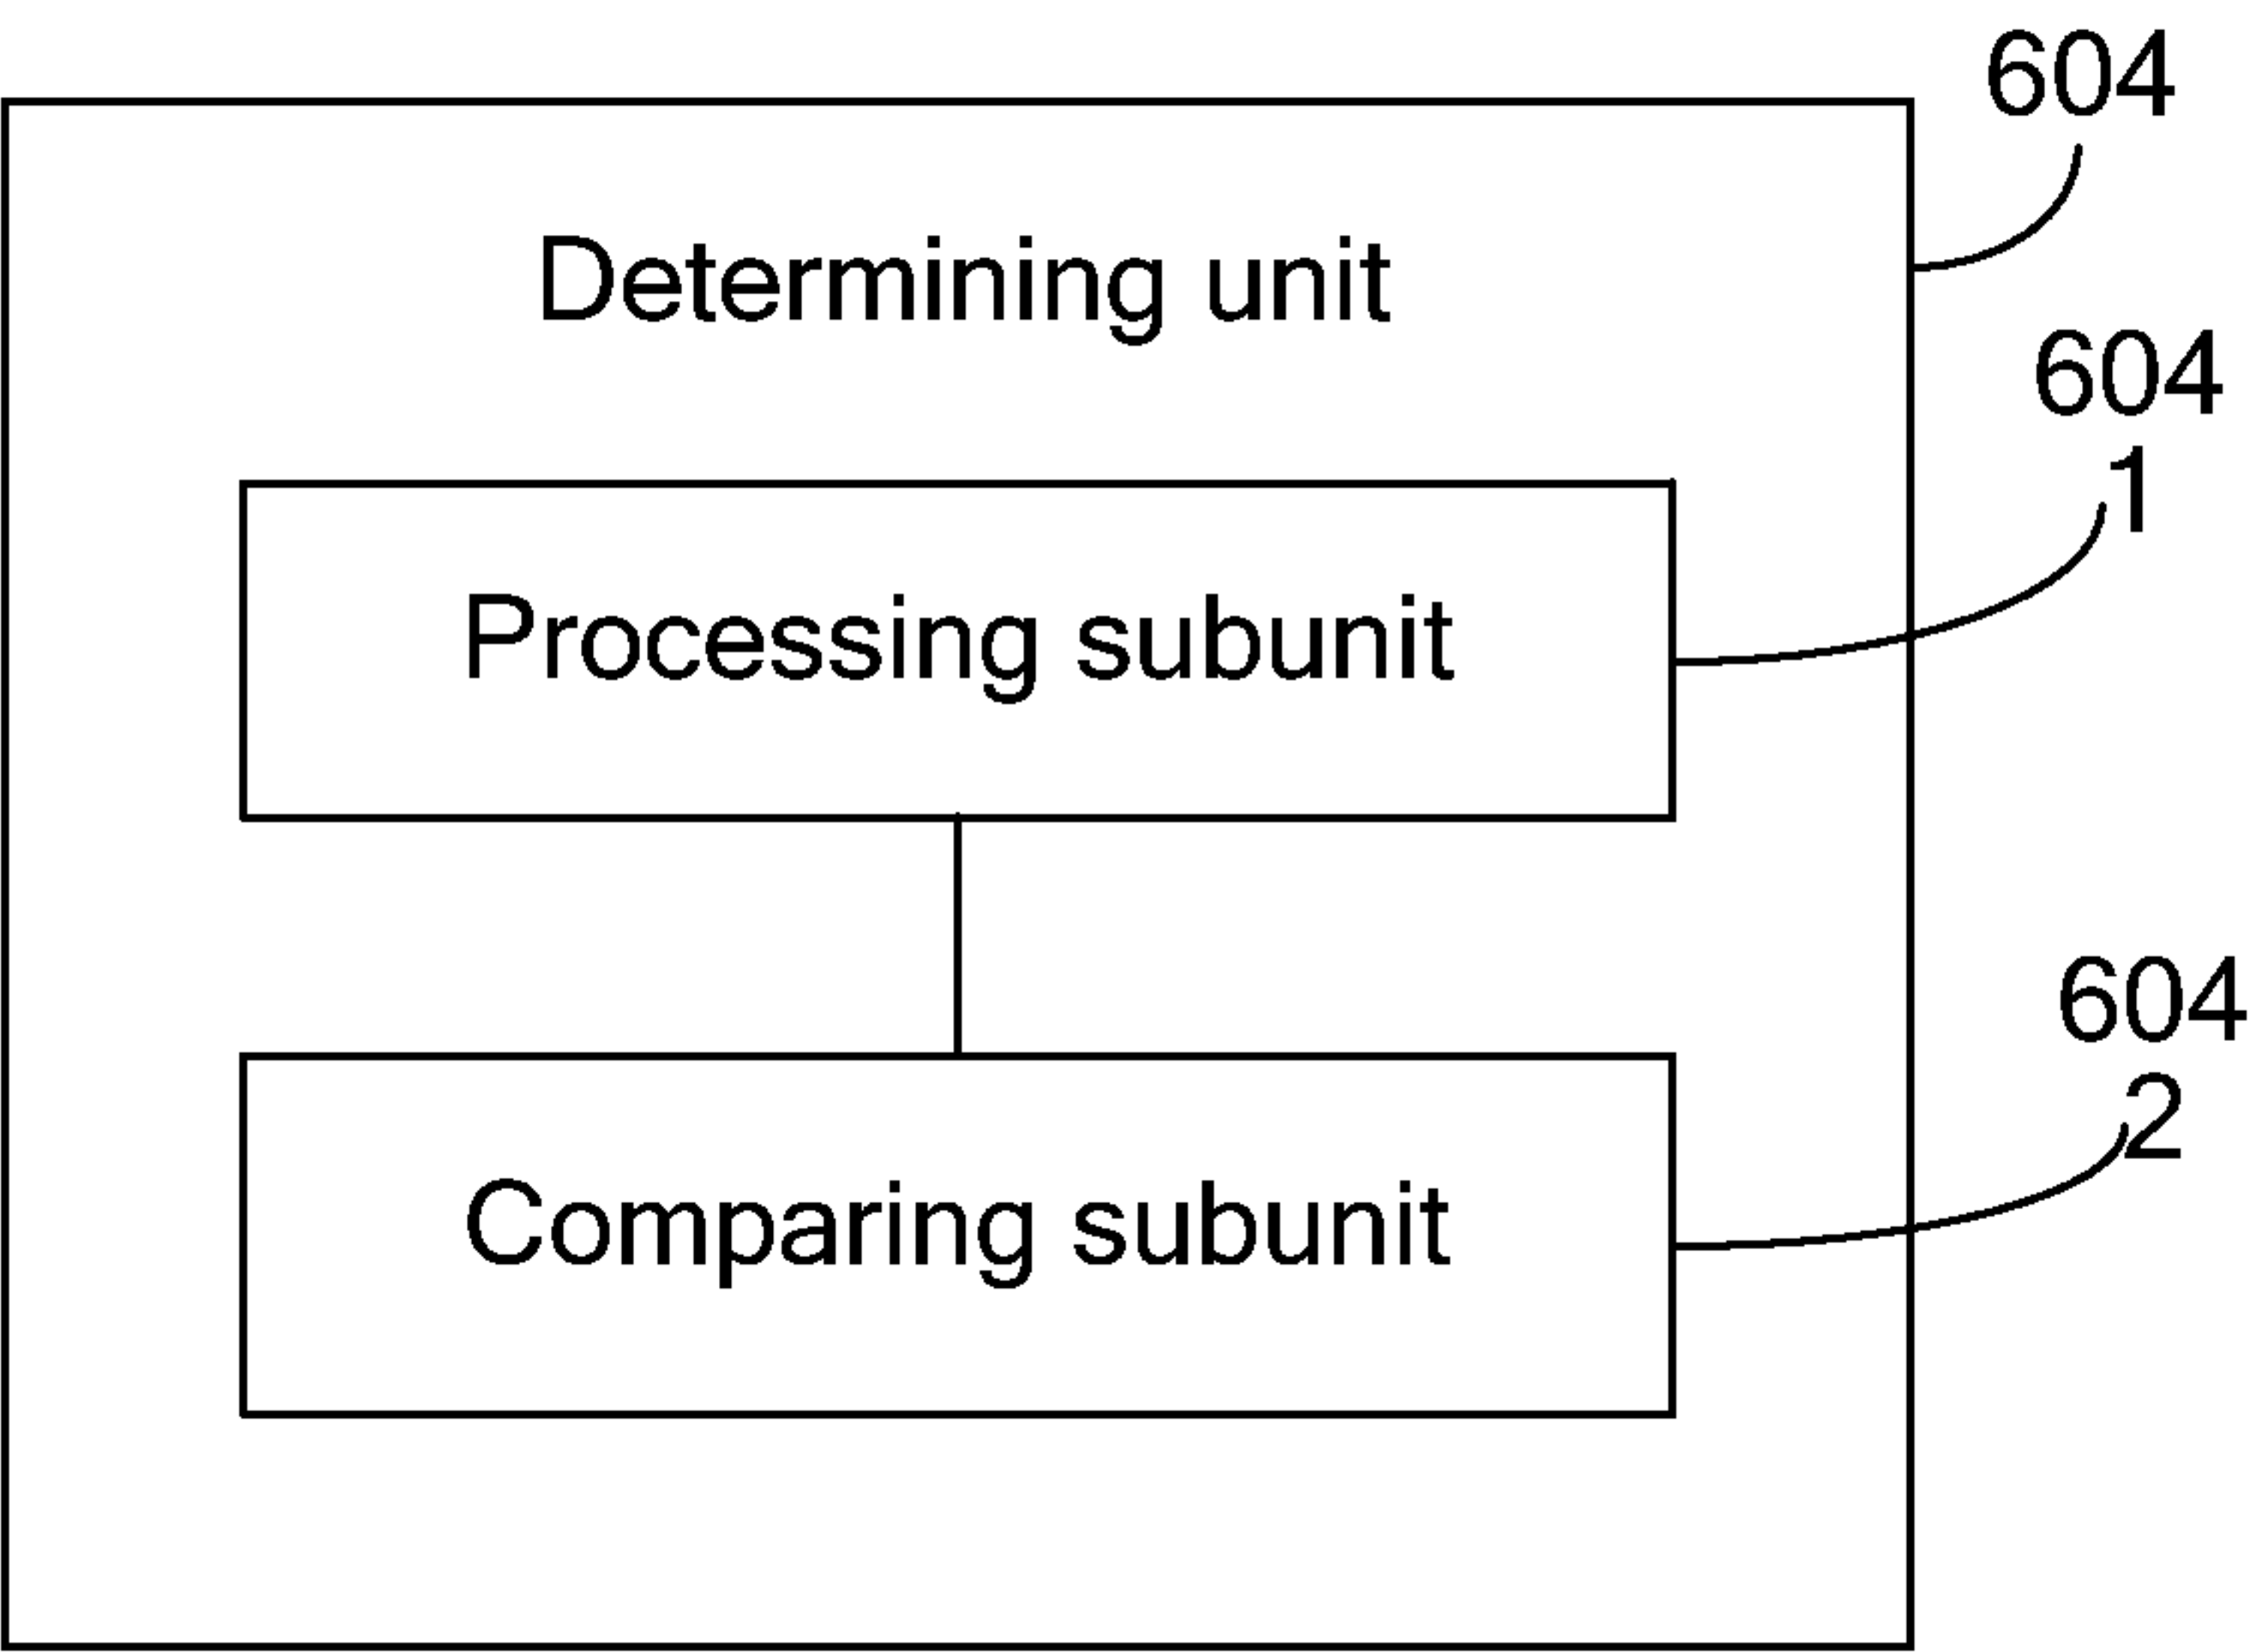 604
Determining unit
604
1
Processing subunit
604
2
Comparing subunit